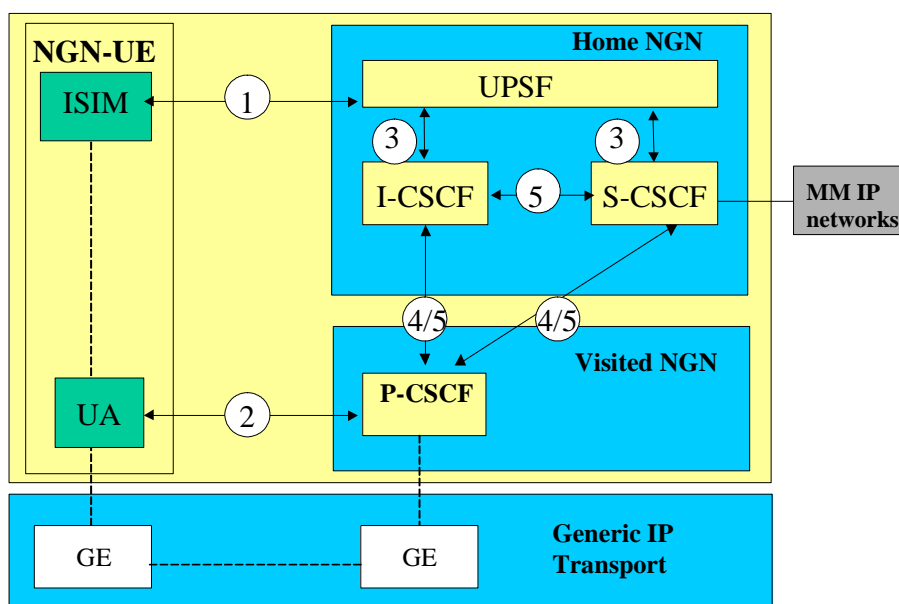 NGN-UE
Home NGN
ISIM
1
UPSF
3
3
I-CSCF
5
S-CSCF
MM IP
networks
4/5
4/5
Visited NGN
P-CSCF
UA
2
GE
GE
Generic IP
Transport